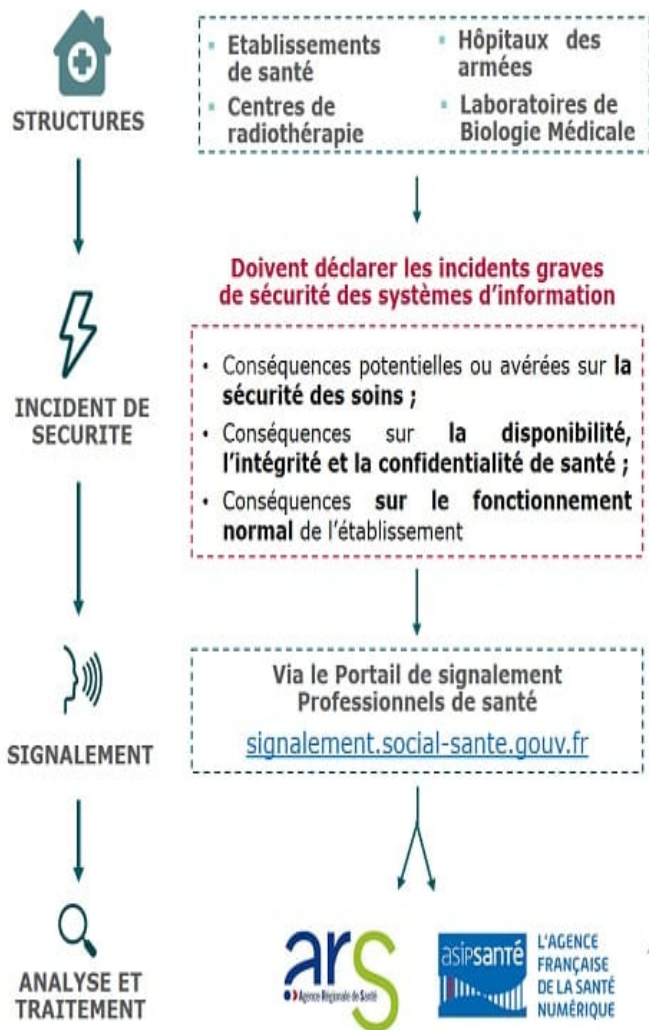 STRUCTURES
Etablissements
de santé
Centres de
radiothérapie
Hôpitaux des
armées
Laboratoires de
Biologie Médicale
Doivent déclarer les incidents graves
de sécurité des systèmes d'information
INCIDENT DE
SECURITE
• Conséquences potentielles ou avérées sur la
sécurité des soins ;
• Conséquences sur la disponibilité,
l'intégrité et la confidentialité de santé ;
• Conséquences sur le fonctionnement
normal de l'établissement
SIGNALEMENT
Via le Portail de signalement
Professionnels de santé
signalement.social-sante.gouv.fr
ANALYSE ET
TRAITEMENT
ars
Agence Régionale de Santé
asipsanté
L'AGENCE
FRANÇAISE
DE LA SANTÉ
NUMÉRIQUE